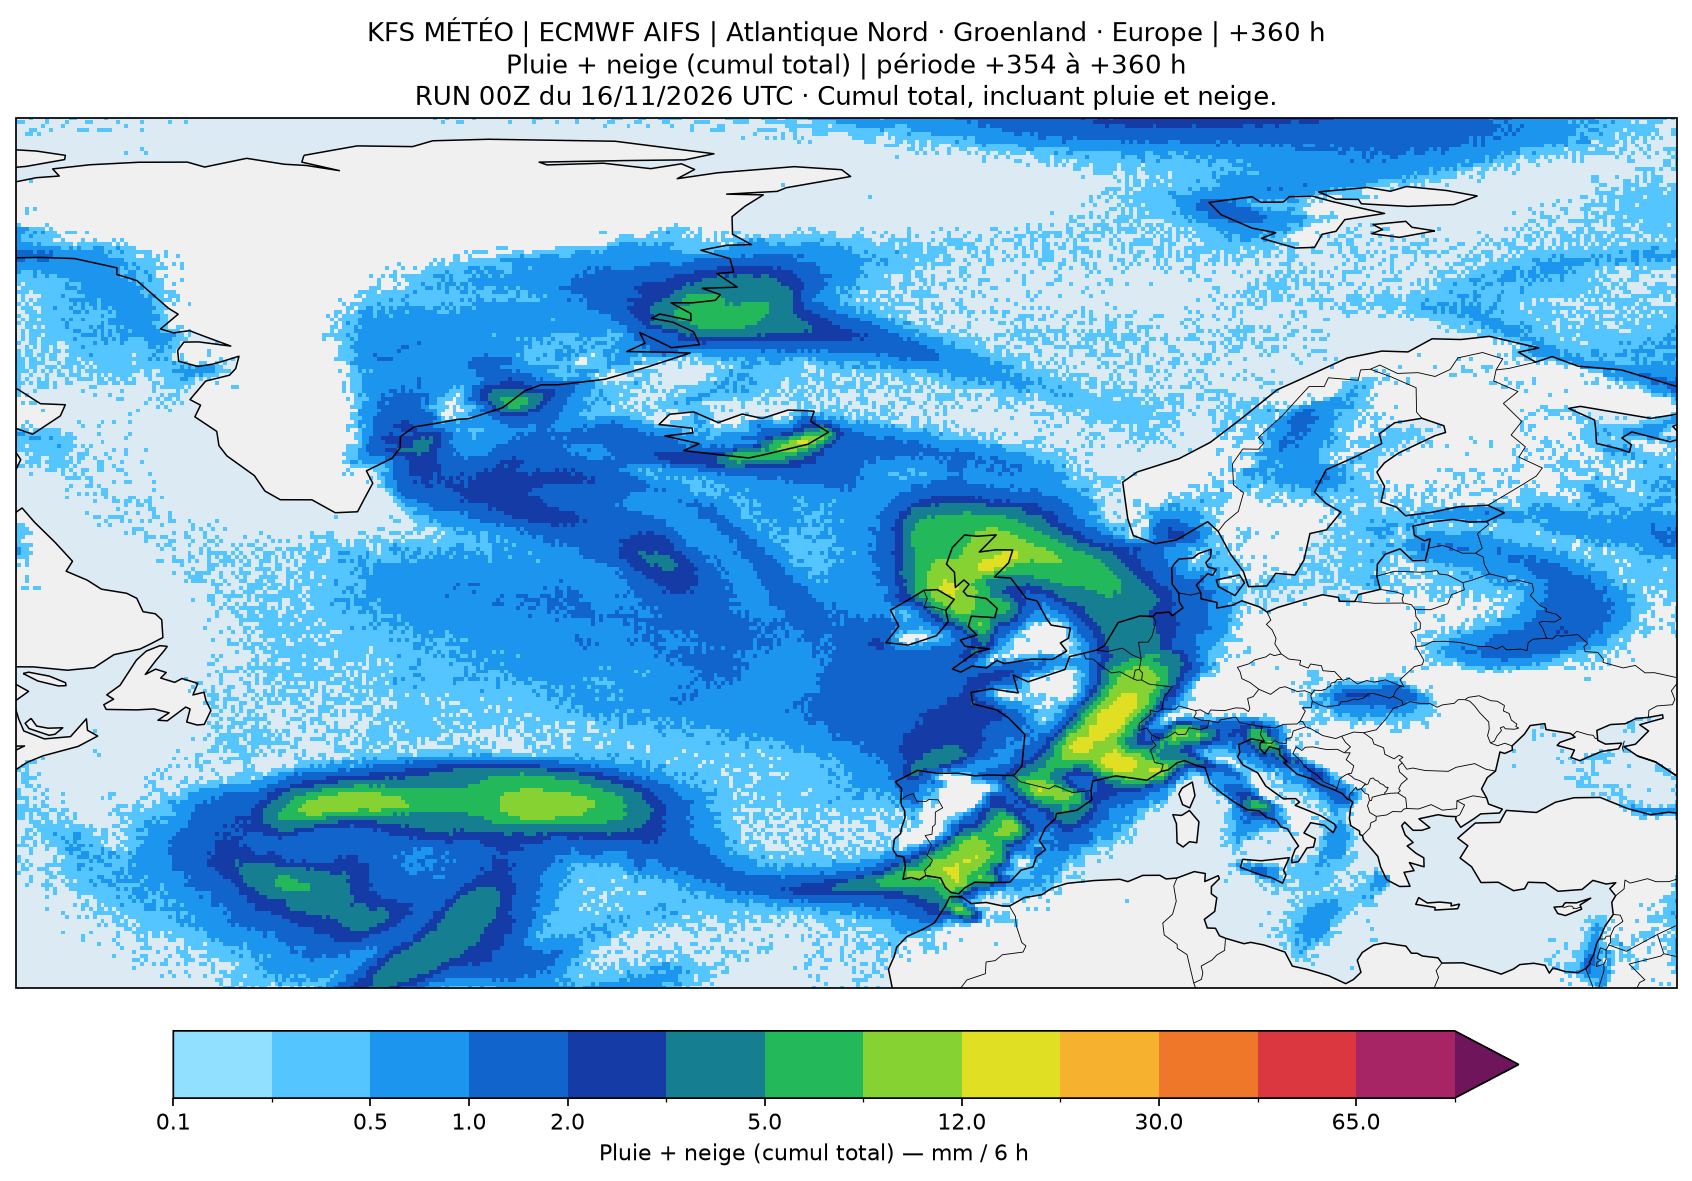 KFS MÉTÉO | ECMWF AIFS | Atlantique Nord · Groenland · Europe | +360 h
Pluie + neige (cumul total) | période +354 à +360 h
RUN 00Z du 16/11/2026 UTC · Cumul total, incluant pluie et neige.
0.1 0.5 1.0 2.0 5.0 12.0 30.0 65.0
Pluie + neige (cumul total) — mm / 6 h